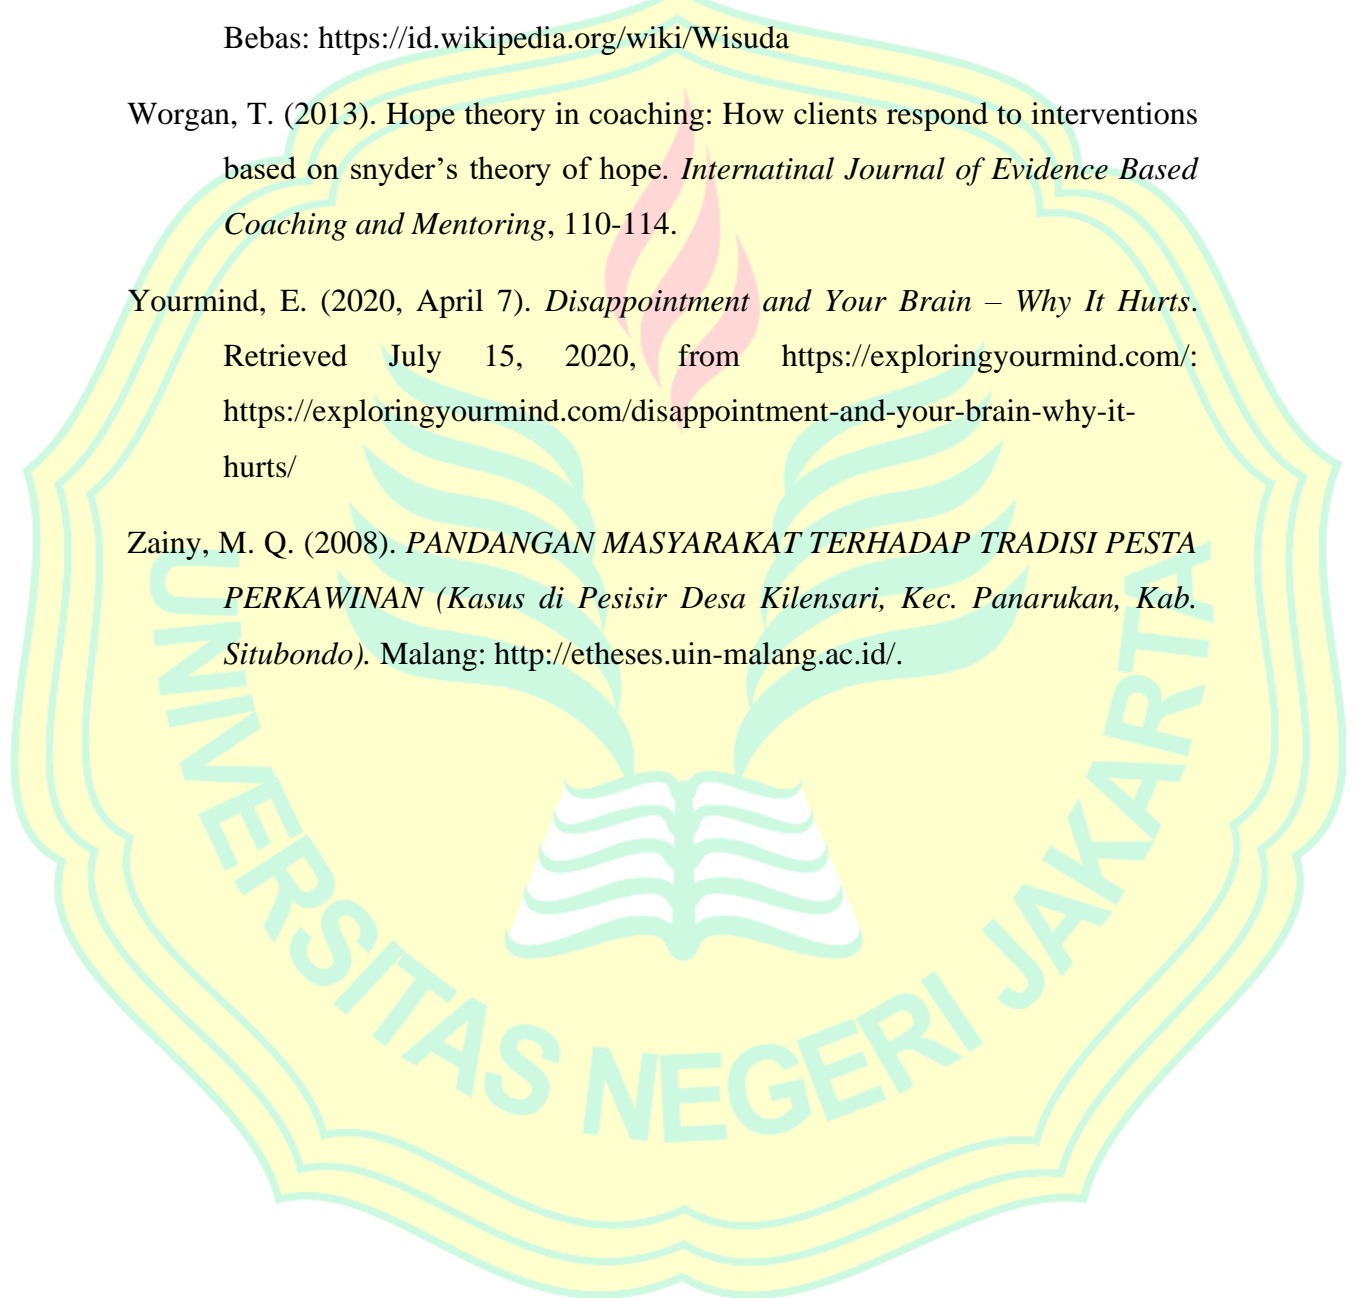 Bebas: https://id.wikipedia.org/wiki/Wisuda
Worgan, T. (2013). Hope theory in coaching: How clients respond to interventions
based on snyder’s theory of hope. Internatinal Journal of Evidence Based
Coaching and Mentoring, 110-114.
Yourmind, E. (2020, April 7). Disappointment and Your Brain – Why It Hurts.
Retrieved July 15, 2020, from https://exploringyourmind.com/:
https://exploringyourmind.com/disappointment-and-your-brain-why-it-
hurts/
Zainy, M. Q. (2008). PANDANGAN MASYARAKAT TERHADAP TRADISI PESTA
PERKAWINAN (Kasus di Pesisir Desa Kilensari, Kec. Panarukan, Kab.
Situbondo). Malang: http://etheses.uin-malang.ac.id/.
UNIVERSITAS NEGERI JAKARTA